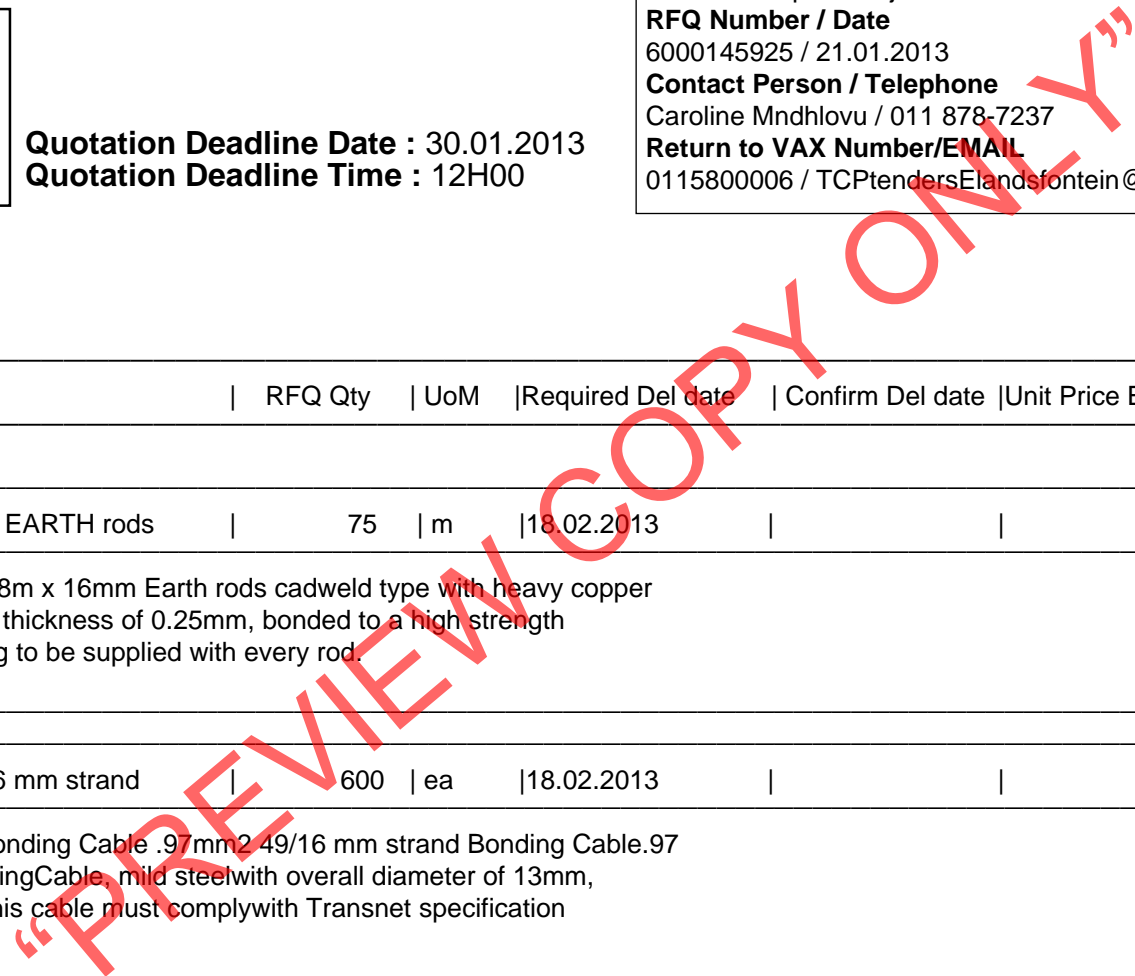 RFQ Number / Date
6000145925 / 21.01.2013
Contact Person / Telephone
Caroline Mndhlovu / 011 878-7237
Return to VAX Number/EMAIL
0115800006 / TCPtendersElandsfontein@
Quotation Deadline Date : 30.01.2013
Quotation Deadline Time : 12H00
| RFQ Qty | UoM |Required Del date | Confirm Del date |Unit Price E
EARTH rods | 75 | m |18.02.2013 | |
8m x 16mm Earth rods cadweld type with heavy copper
thickness of 0.25mm, bonded to a high strength
g to be supplied with every rod.
6 mm strand | 600 | ea |18.02.2013 | |
onding Cable .97mm2 49/16 mm strand Bonding Cable.97
ingCable, mild steelwith overall diameter of 13mm,
his cable must complywith Transnet specification
“PREVIEW COPY ONLY”